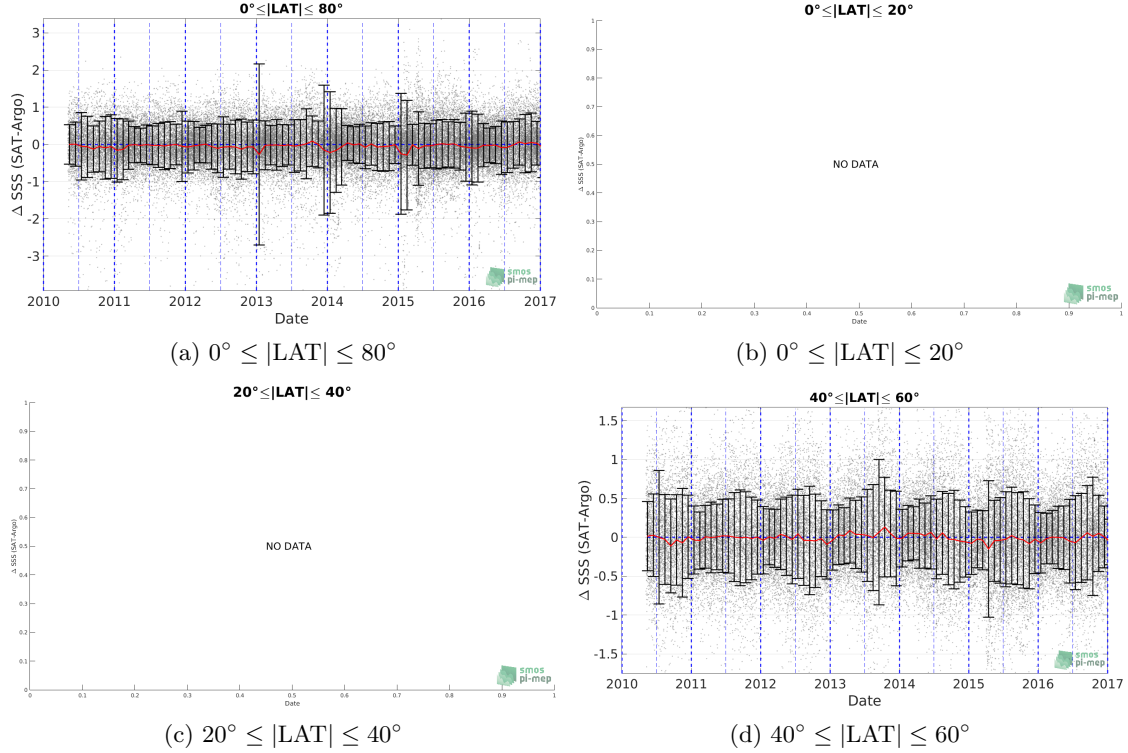 0°≤|LAT|≤ 80°
Δ SSS (SAT-Argo)
3
2
1
0
-1
-2
-3
2010 2011 2012 2013 2014 2015 2016 2017
Date
smos
pi-mep
(a) 0° ≤ |LAT| ≤ 80°
0°≤|LAT|≤ 20°
Δ SSS (SAT-Argo)
1
0.9
0.8
0.7
0.6
0.5
0.4
0.3
0.2
0.1
0
NO DATA
0 0.1 0.2 0.3 0.4 0.5 0.6 0.7 0.8 0.9 1
Date
smos
pi-mep
(b) 0° ≤ |LAT| ≤ 20°
20°≤|LAT|≤ 40°
Δ SSS (SAT-Argo)
1
0.9
0.8
0.7
0.6
0.5
0.4
0.3
0.2
0.1
0
NO DATA
0 0.1 0.2 0.3 0.4 0.5 0.6 0.7 0.8 0.9 1
Date
smos
pi-mep
(c) 20° ≤ |LAT| ≤ 40°
40°≤|LAT|≤ 60°
Δ SSS (SAT-Argo)
1.5
1
0.5
0
-0.5
-1
-1.5
2010 2011 2012 2013 2014 2015 2016 2017
Date
smos
pi-mep
(d) 40° ≤ |LAT| ≤ 60°